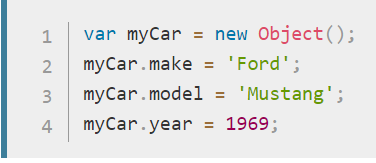 1 var myCar = new Object();
2 myCar.make = 'Ford';
3 myCar.model = 'Mustang';
4 myCar.year = 1969;